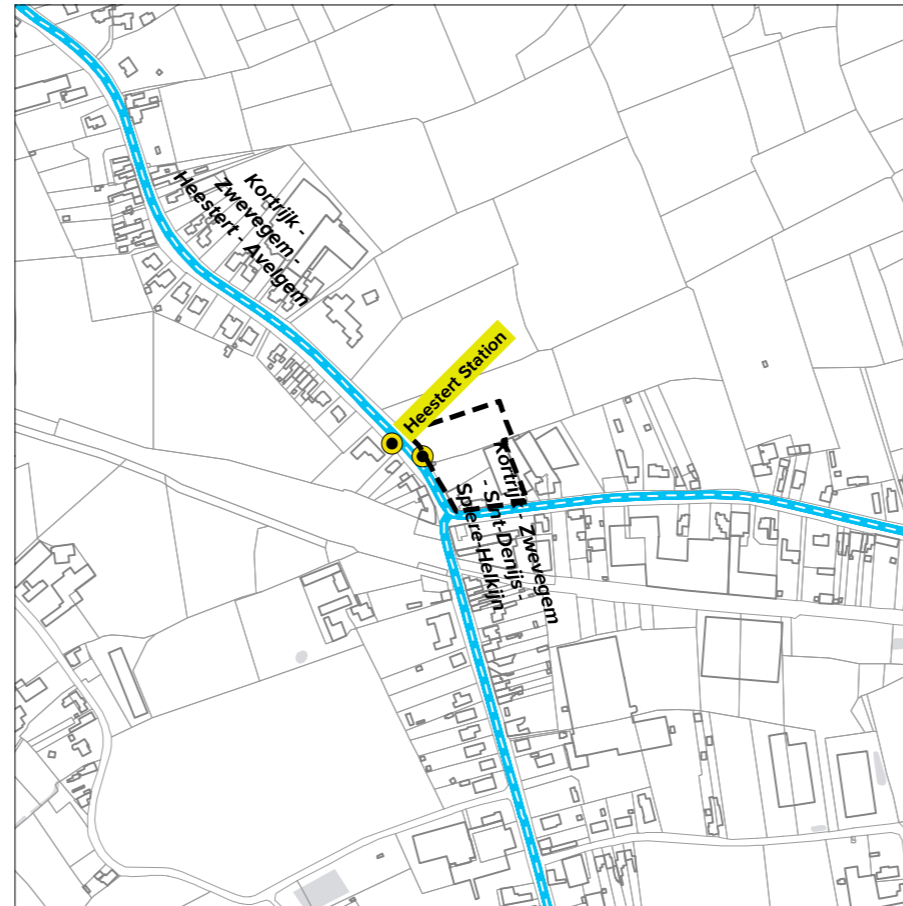 Kortrijk -
Zwevegem -
Heestert - Avelgem
Heestert Station
Kortrijk - Zwevegem
- Sint-Denijs -
Spiere-Helkijn